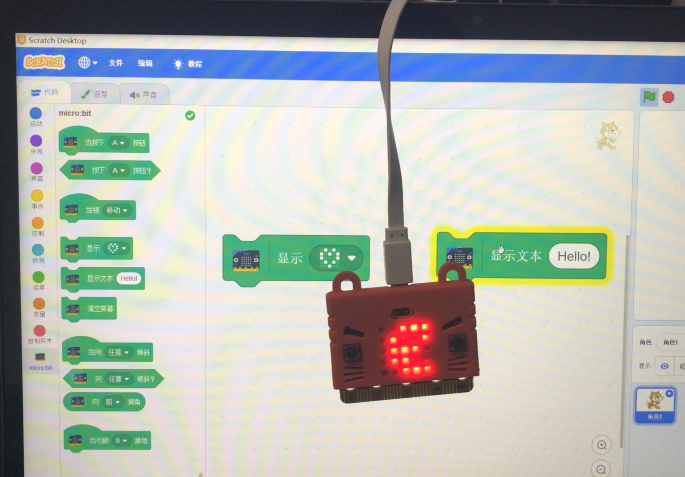 Scratch Desktop
SCRATCH
文件 编辑 教程
代码 造型 声音
micro:bit
运动
外观
声音
事件
控制
侦测
运算
变量
自制积木
micro:bit
当按下 A 按钮
按下 A 按钮?
当被 移动
显示
显示文本 Hello!
清空屏幕
当向 任意 倾斜
向 任意 倾斜?
向 前 倾角
当引脚 0 接地
显示
显示文本 Hello!
角色 角色1
显示
角色1